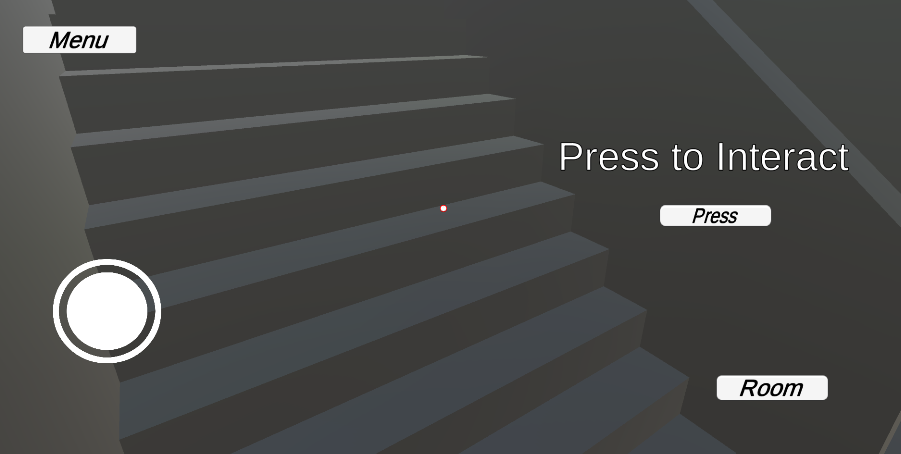 Menu
Press to Interact
Press
Room